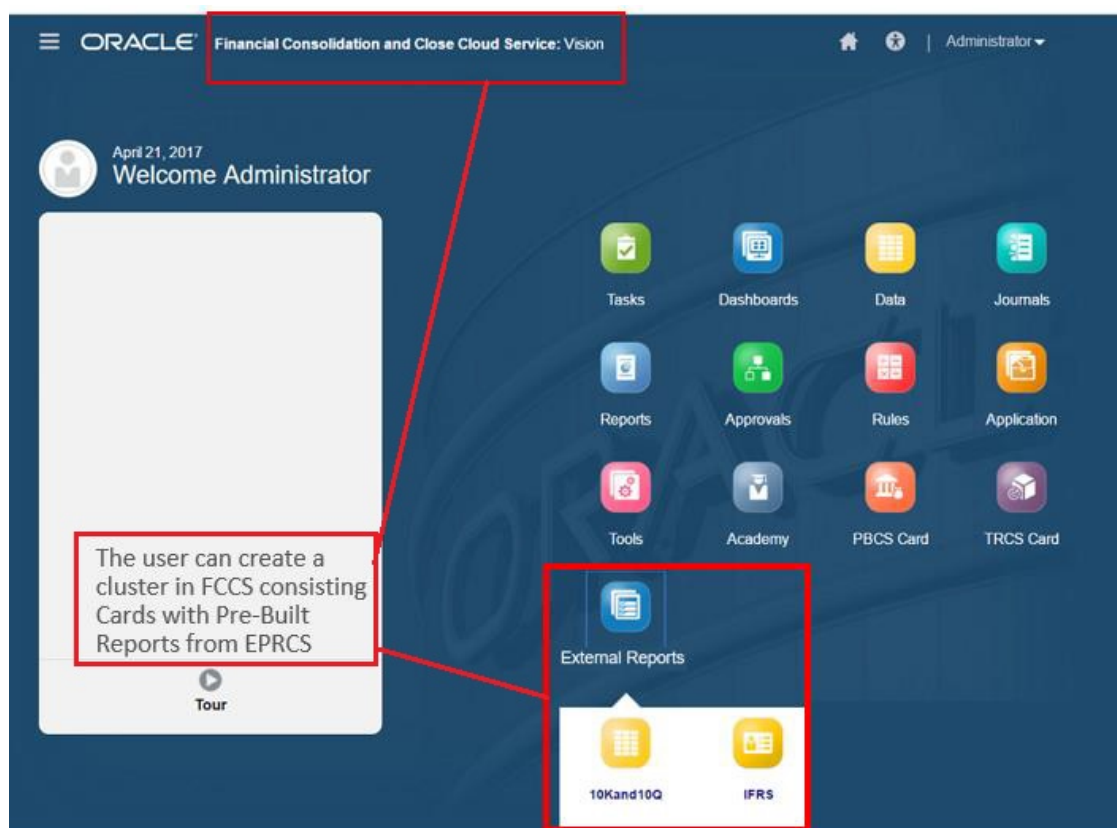 ORACLE Financial Consolidation and Close Cloud Service: Vision
Administrator
April 21, 2017
Welcome Administrator
Tasks Dashboards Data Journals
Reports Approvals Rules Application
Tools Academy PBCS Card TRCS Card
The user can create a
cluster in FCCS consisting
Cards with Pre-Built
Reports from EPRCS
External Reports
Tour
10Kand10Q IFRS
ORACL